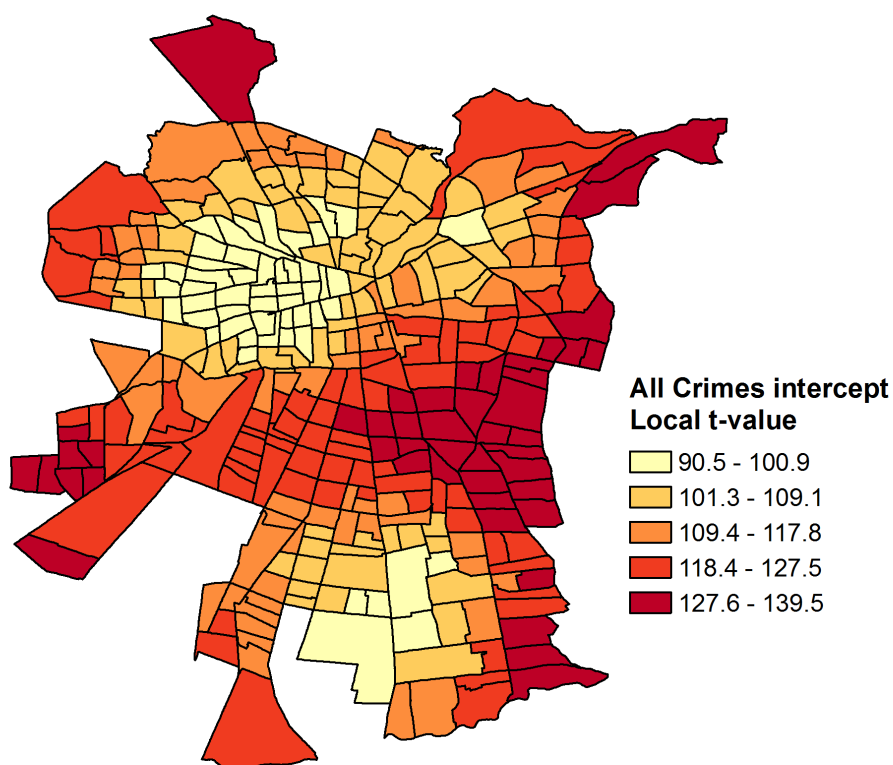 All Crimes intercept
Local t-value
90.5 - 100.9
101.3 - 109.1
109.4 - 117.8
118.4 - 127.5
127.6 - 139.5